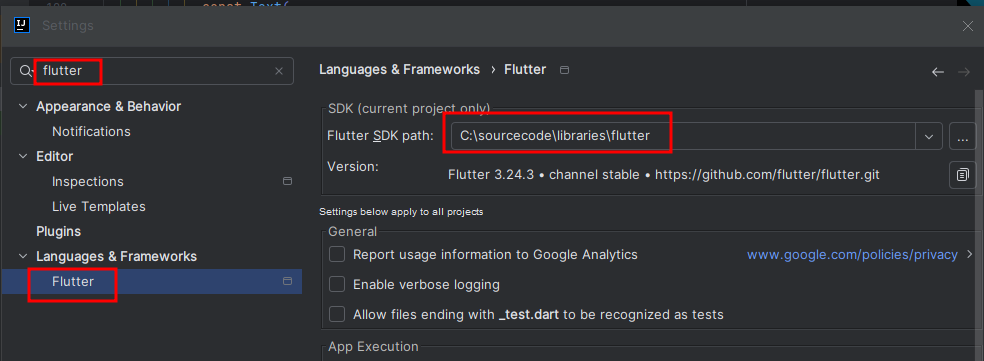 const Text(
IJ
Settings
flutter
Appearance & Behavior
Notifications
Editor
Inspections
Live Templates
Plugins
Languages & Frameworks
Flutter
Languages & Frameworks › Flutter
SDK (current project only)
Flutter SDK path: C:\sourcecode\libraries\flutter ...
Version: Flutter 3.24.3 • channel stable • https://github.com/flutter/flutter.git
Settings below apply to all projects
General
Report usage information to Google Analytics www.google.com/policies/privacy
Enable verbose logging
Allow files ending with _test.dart to be recognized as tests
App Execution